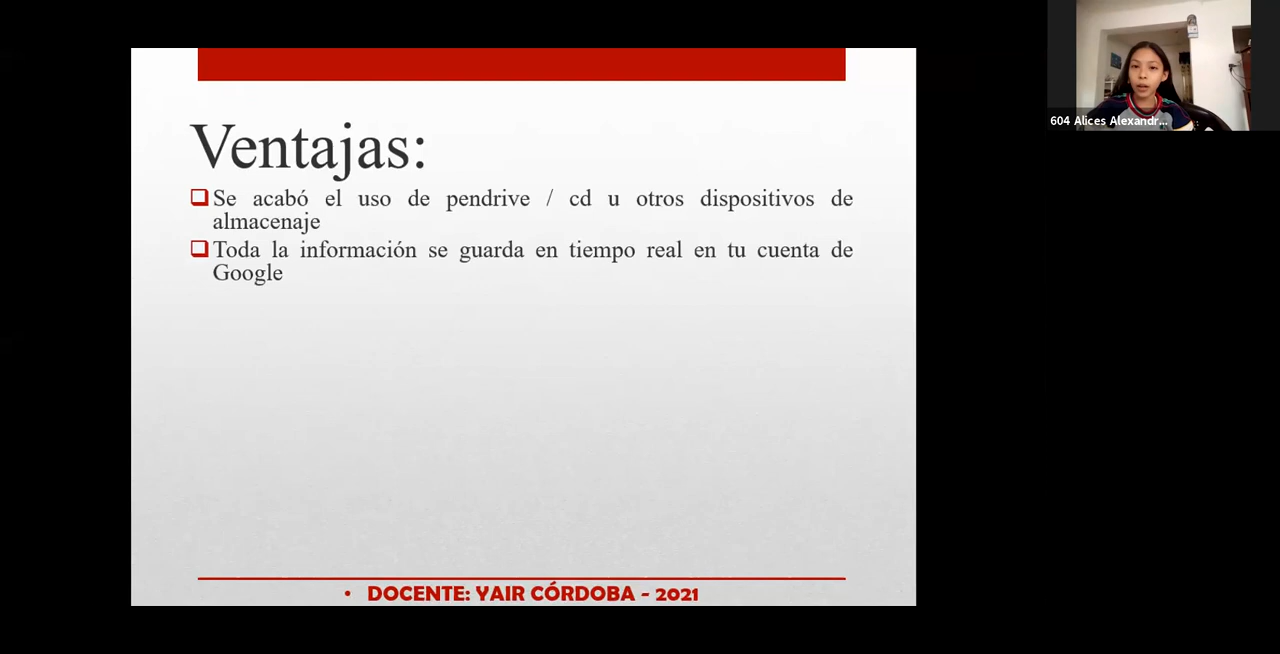 604 Alices Alexandr...
Ventajas:
Se acabó el uso de pendrive / cd u otros dispositivos de
almacenaje
Toda la información se guarda en tiempo real en tu cuenta de
Google
• DOCENTE: YAIR CÓRDOBA - 2021